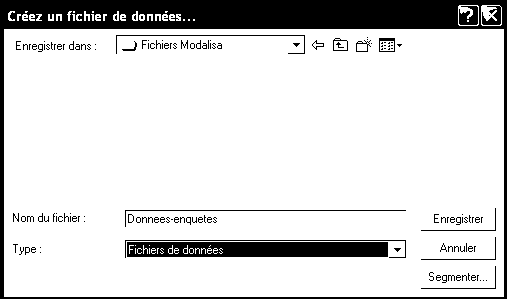 Créez un fichier de données...
Enregistrer dans :
Fichiers Modalisa
Nom du fichier :
Donnees-enquetes
Enregistrer
Type :
Fichiers de données
Annuler
Segmenter...